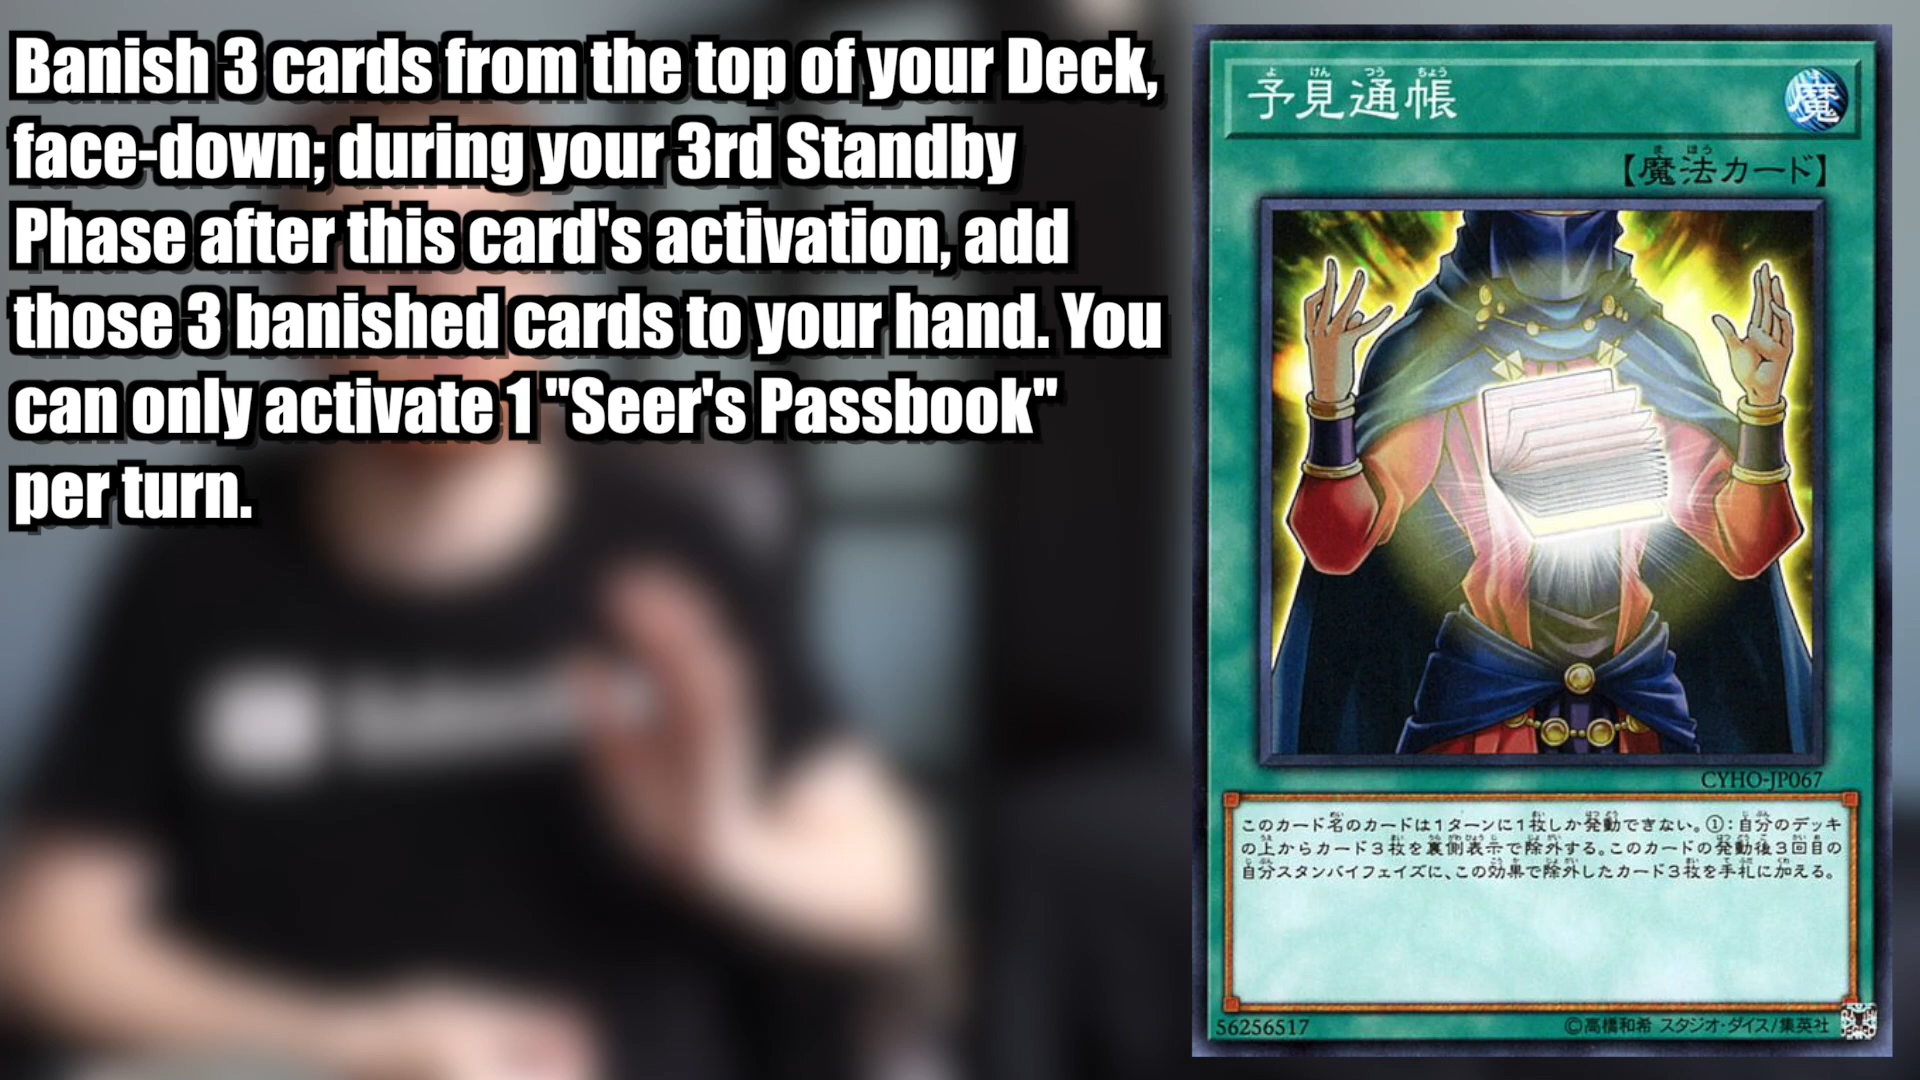 Banish 3 cards from the top of your Deck,
face-down; during your 3rd Standby
Phase after this card's activation, add
those 3 banished cards to your hand. You
can only activate 1 "Seer's Passbook"
per turn.
予見通帳
魔
【魔法カード】
CYHO-JP067
このカード名のカードは1ターンに1枚しか発動できない。①:自分のデッキ
の上からカード3枚を裏側表示で除外する。このカードの発動後3回目の
自分スタンバイフェイズに、この効果で除外したカード3枚を手札に加える。
56256517
©高橋和希 スタジオ・ダイス/集英社